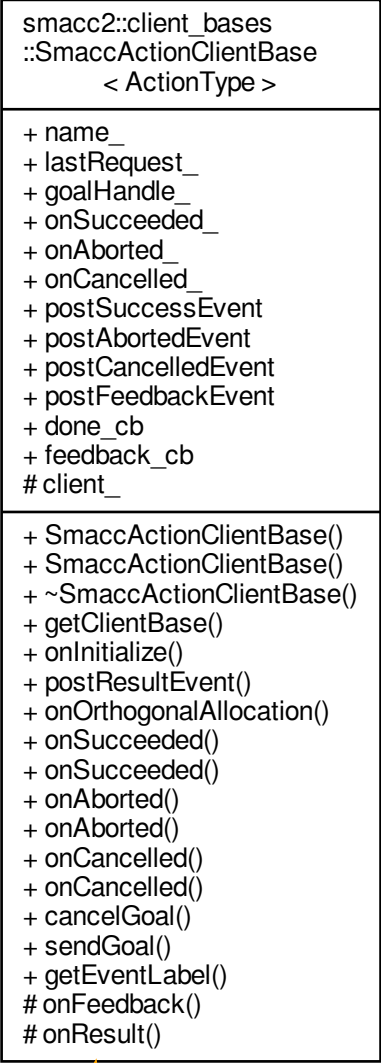 smacc2::client_bases
::SmaccActionClientBase
< ActionType >
+ name_
+ lastRequest_
+ goalHandle_
+ onSucceeded_
+ onAborted_
+ onCancelled_
+ postSuccessEvent
+ postAbortedEvent
+ postCancelledEvent
+ postFeedbackEvent
+ done_cb
+ feedback_cb
# client_
+ SmaccActionClientBase()
+ SmaccActionClientBase()
+ ~SmaccActionClientBase()
+ getClientBase()
+ onInitialize()
+ postResultEvent()
+ onOrthogonalAllocation()
+ onSucceeded()
+ onSucceeded()
+ onAborted()
+ onAborted()
+ onCancelled()
+ onCancelled()
+ cancelGoal()
+ sendGoal()
+ getEventLabel()
# onFeedback()
# onResult()